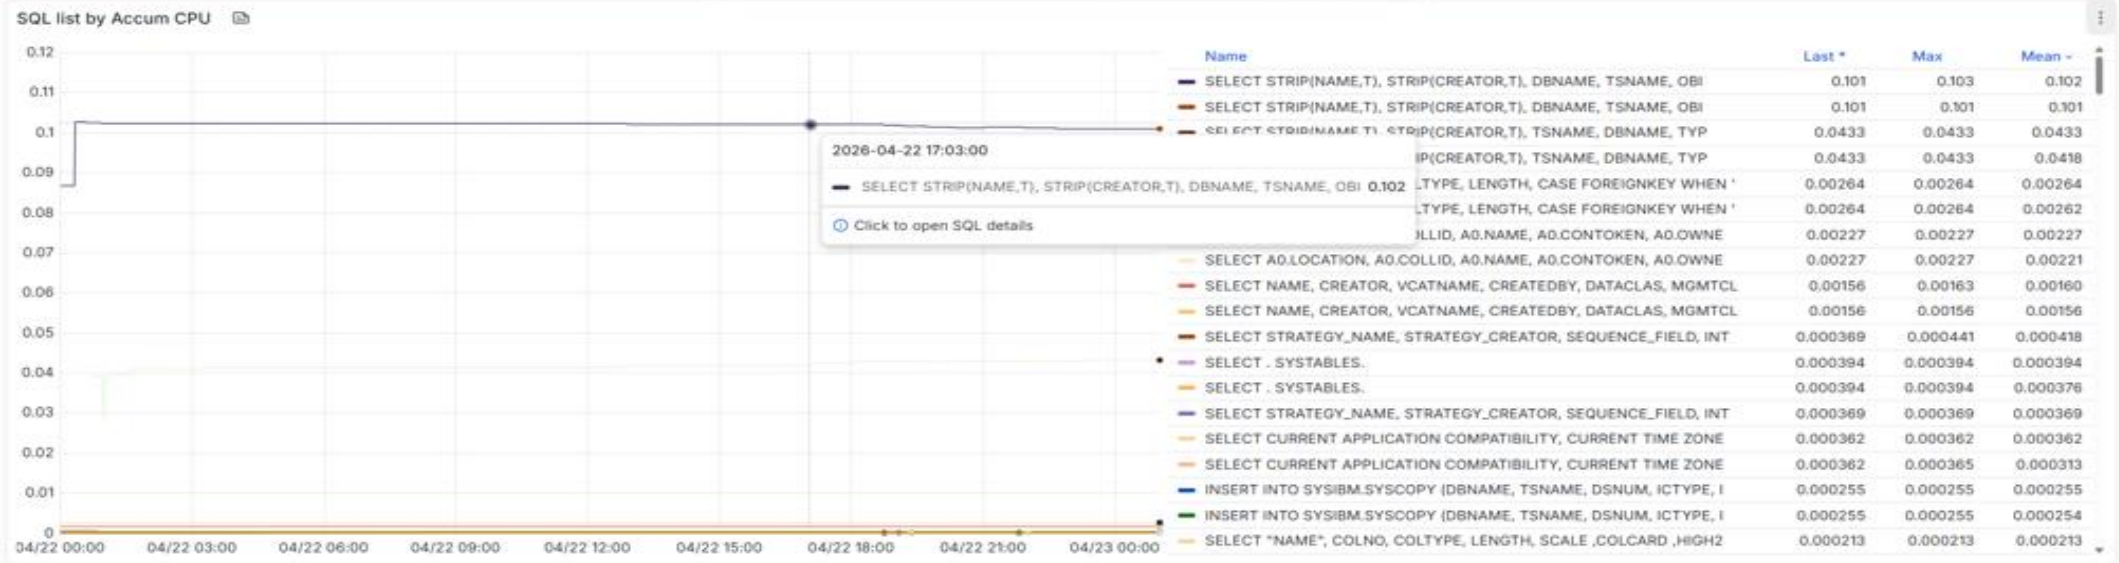 SQL list by Accum CPU
0.12
0.11
0.1
0.09
0.08
0.07
0.06
0.05
0.04
0.03
0.02
0.01
0
04/22 00:00 04/22 03:00 04/22 06:00 04/22 09:00 04/22 12:00 04/22 15:00 04/22 18:00 04/22 21:00 04/23 00:00
2026-04-22 17:03:00
SELECT STRIP(NAME,T), STRIP(CREATOR,T), DBNAME, TSNAME, OBI 0.102
Click to open SQL details
Name Last * Max Mean
SELECT STRIP(NAME,T), STRIP(CREATOR,T), DBNAME, TSNAME, OBI 0.101 0.103 0.102
SELECT STRIP(NAME,T), STRIP(CREATOR,T), DBNAME, TSNAME, OBI 0.101 0.101 0.101
SELECT STRIP(NAME,T), STRIP(CREATOR,T), TSNAME, DBNAME, TYP 0.0433 0.0433 0.0433
IP(CREATOR,T), TSNAME, DBNAME, TYP 0.0433 0.0433 0.0418
LTYPE, LENGTH, CASE FOREIGNKEY WHEN ' 0.00264 0.00264 0.00264
LTYPE, LENGTH, CASE FOREIGNKEY WHEN ' 0.00264 0.00264 0.00262
OLLID, A0.NAME, A0.CONTOKEN, A0.OWNE 0.00227 0.00227 0.00227
SELECT A0.LOCATION, A0.COLLID, A0.NAME, A0.CONTOKEN, A0.OWNE 0.00227 0.00227 0.00221
SELECT NAME, CREATOR, VCATNAME, CREATEDBY, DATACLAS, MGMTCL 0.00156 0.00163 0.00160
SELECT NAME, CREATOR, VCATNAME, CREATEDBY, DATACLAS, MGMTCL 0.00156 0.00156 0.00156
SELECT STRATEGY_NAME, STRATEGY_CREATOR, SEQUENCE_FIELD, INT 0.000369 0.000441 0.000418
SELECT . SYSTABLES. 0.000394 0.000394 0.000394
SELECT . SYSTABLES. 0.000394 0.000394 0.000376
SELECT STRATEGY_NAME, STRATEGY_CREATOR, SEQUENCE_FIELD, INT 0.000369 0.000369 0.000369
SELECT CURRENT APPLICATION COMPATIBILITY, CURRENT TIME ZONE 0.000362 0.000362 0.000362
SELECT CURRENT APPLICATION COMPATIBILITY, CURRENT TIME ZONE 0.000362 0.000365 0.000313
INSERT INTO SYSIBM.SYSCOPY (DBNAME, TSNAME, DSNUM, ICTYPE, I 0.000255 0.000255 0.000255
INSERT INTO SYSIBM.SYSCOPY (DBNAME, TSNAME, DSNUM, ICTYPE, I 0.000255 0.000255 0.000254
SELECT "NAME", COLNO, COLTYPE, LENGTH, SCALE ,COLCARD ,HIGH2 0.000213 0.000213 0.000213